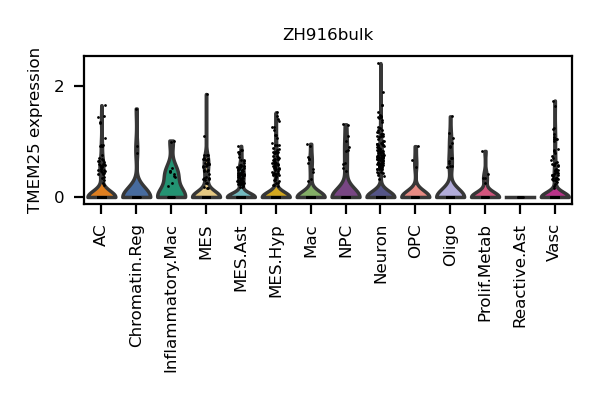 ZH916bulk
TMEM25 expression
2
0
AC
Chromatin.Reg
Inflammatory.Mac
MES
MES.Ast
MES.Hyp
Mac
NPC
Neuron
OPC
Oligo
Prolif.Metab
Reactive.Ast
Vasc